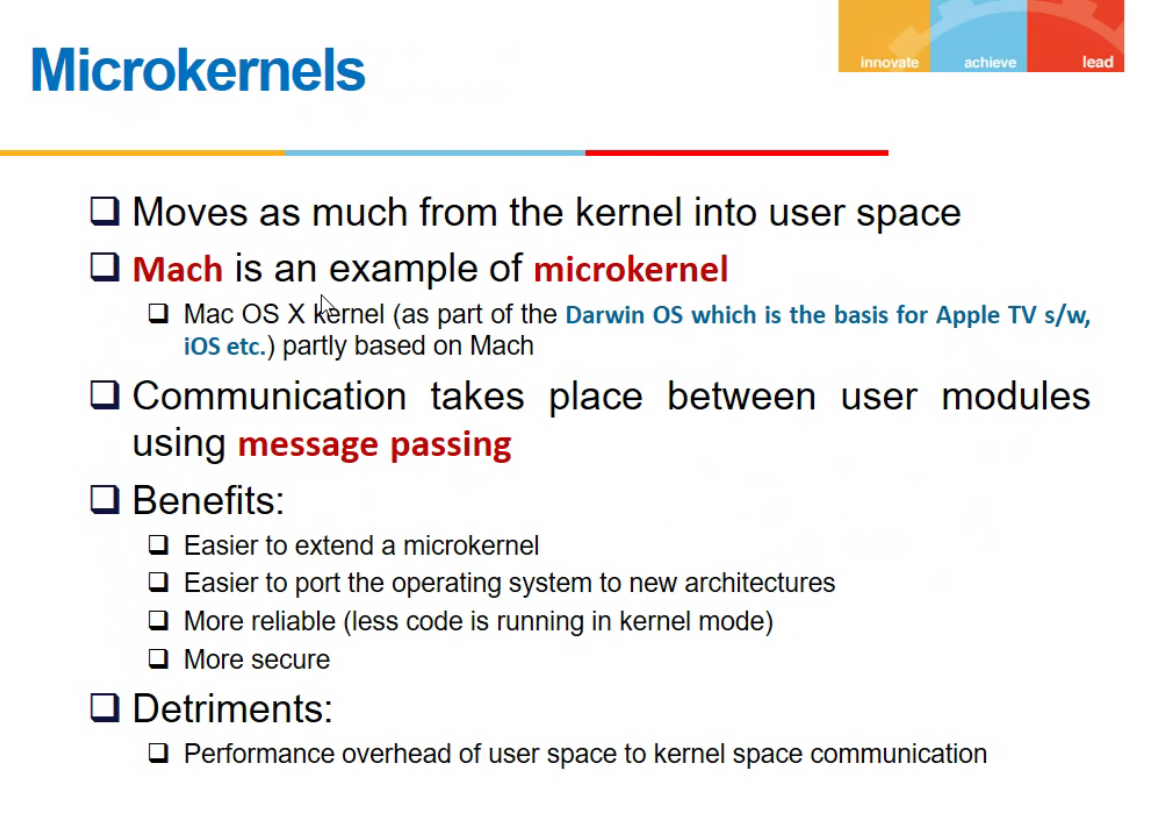 Microkernels
innovate achieve lead
Moves as much from the kernel into user space
Mach is an example of microkernel
Mac OS X kernel (as part of the Darwin OS which is the basis for Apple TV s/w,
iOS etc.) partly based on Mach
Communication takes place between user modules
using message passing
Benefits:
Easier to extend a microkernel
Easier to port the operating system to new architectures
More reliable (less code is running in kernel mode)
More secure
Detriments:
Performance overhead of user space to kernel space communication